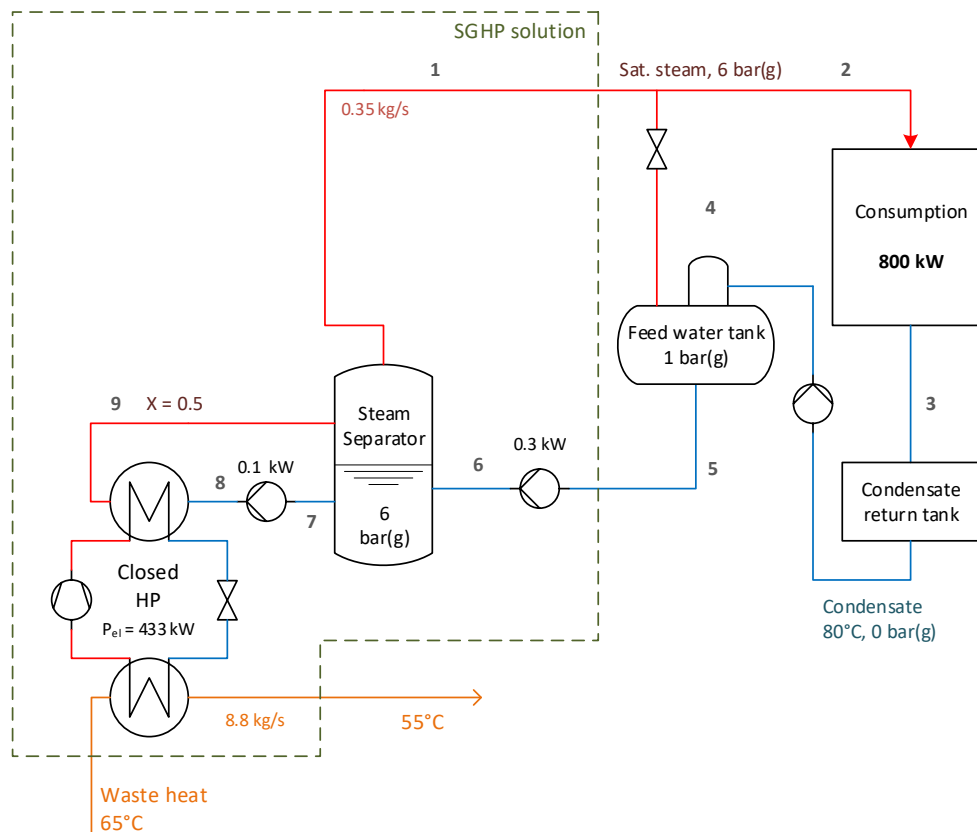 SGHP solution
1
Sat. steam, 6 bar(g)
2
0.35 kg/s
Consumption
800 kW
4
Feed water tank
1 bar(g)
3
9
X = 0.5
Steam
Separator
8
0.1 kW
7
6
bar(g)
6
0.3 kW
5
Condensate
return tank
Closed
HP
Pel = 433 kW
Condensate
80°C, 0 bar(g)
8.8 kg/s
55°C
Waste heat
65°C